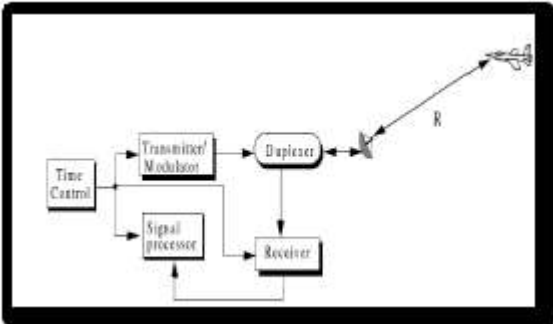 R
Transmitter/
Modulator
Duplexer
Time
Control
Signal
processor
Receiver